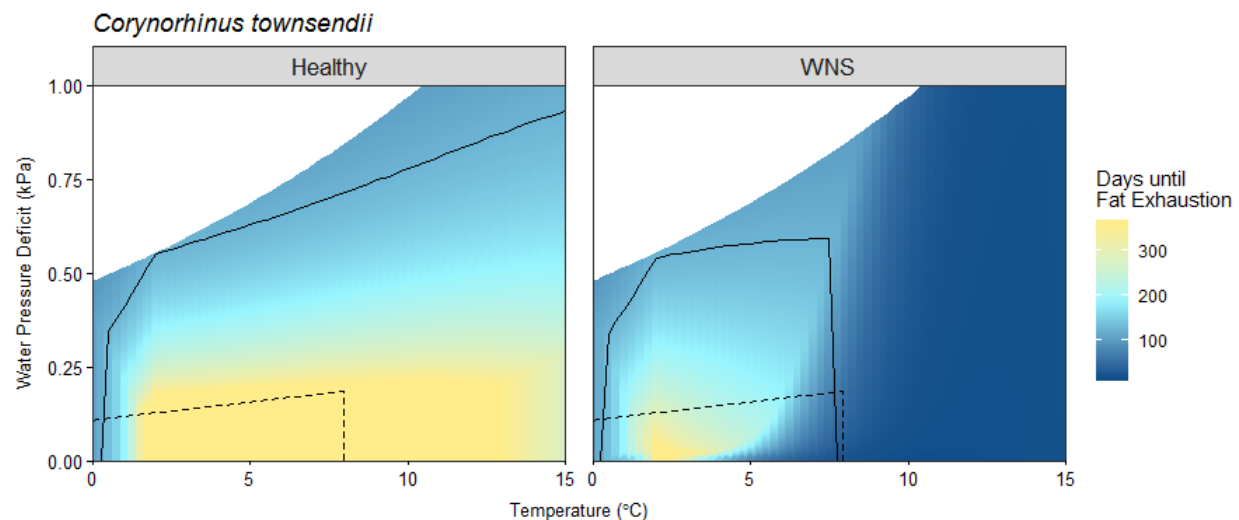 Corynorhinus townsendii
Healthy
WNS
Water Pressure Deficit (kPa)
1.00
0.75
0.50
0.25
0.00
0 5 10 15
0 5 10 15
Temperature (°C)
Days until
Fat Exhaustion
300
200
100